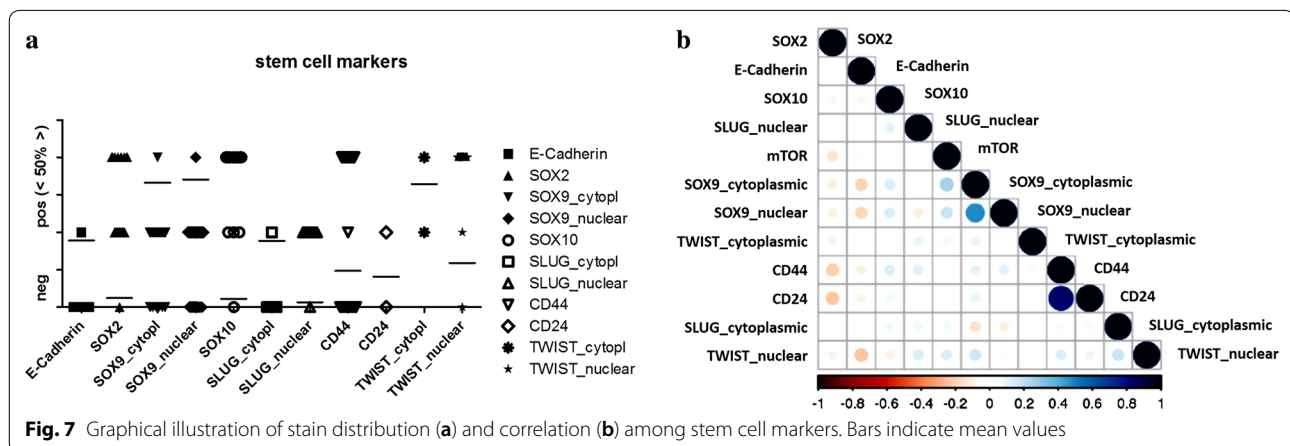 a
stem cell markers
pos (< 50% >)
neg
E-Cadherin
SOX2
SOX9_cytopl
SOX9_nuclear
SOX10
SLUG_cytopl
SLUG_nuclear
CD44
CD24
TWIST_cytopl
TWIST_nuclear
E-Cadherin
SOX2
SOX9_cytopl
SOX9_nuclear
SOX10
SLUG_cytopl
SLUG_nuclear
CD44
CD24
TWIST_cytopl
TWIST_nuclear
b
SOX2 SOX2
E-Cadherin E-Cadherin
SOX10 SOX10
SLUG_nuclear SLUG_nuclear
mTOR mTOR
SOX9_cytoplasmic SOX9_cytoplasmic
SOX9_nuclear SOX9_nuclear
TWIST_cytoplasmic TWIST_cytoplasmic
CD44 CD44
CD24 CD24
SLUG_cytoplasmic SLUG_cytoplasmic
TWIST_nuclear TWIST_nuclear
-1 -0.8 -0.6 -0.4 -0.2 0 0.2 0.4 0.6 0.8 1
Fig. 7 Graphical illustration of stain distribution (a) and correlation (b) among stem cell markers. Bars indicate mean values